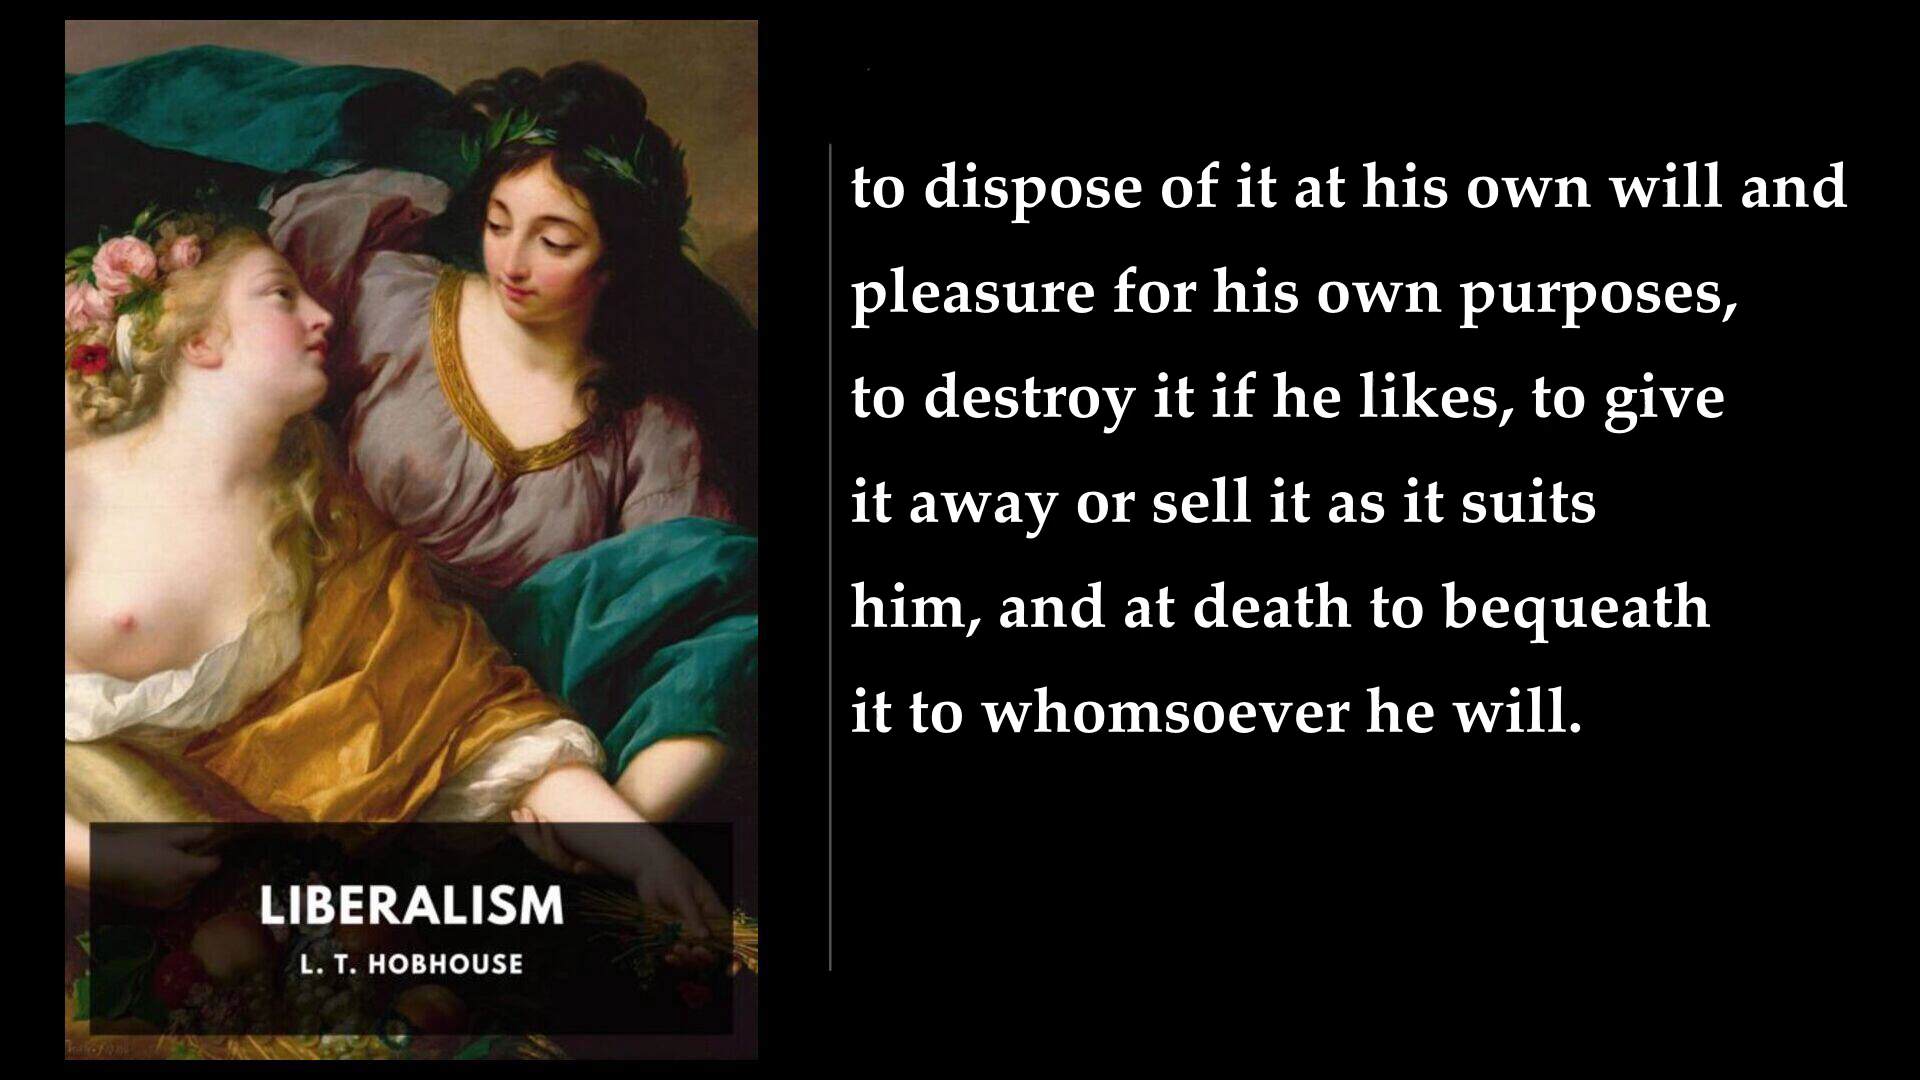 to dispose of it at his own will and
pleasure for his own purposes,
to destroy it if he likes, to give
it away or sell it as it suits
him, and at death to bequeath
it to whomsoever he will.
LIBERALISM
L. T. HOBHOUSE